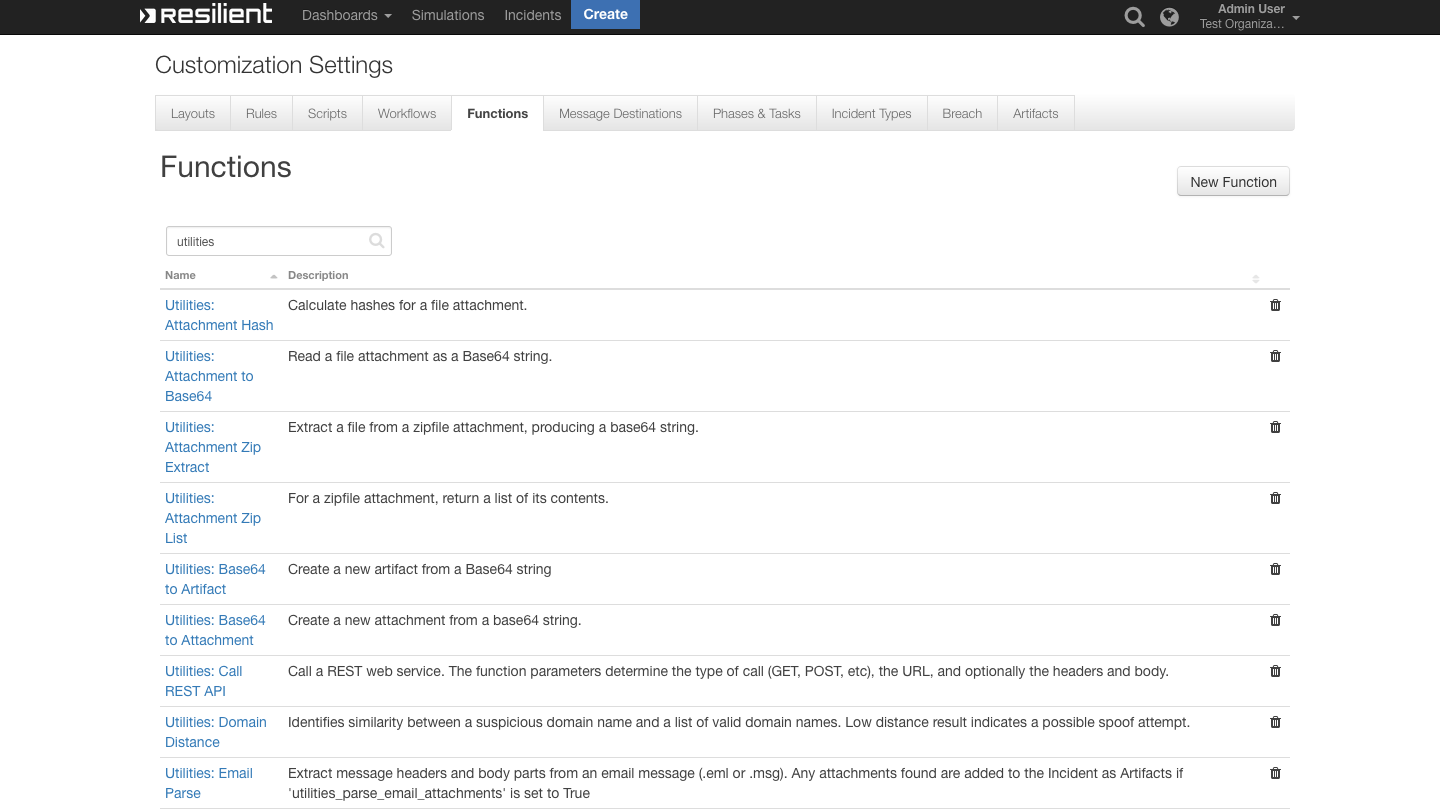 RESILIENT Dashboards Simulations Incidents Create Admin User
Test Organiza...
Customization Settings
Layouts Rules Scripts Workflows Functions Message Destinations Phases & Tasks Incident Types Breach Artifacts
Functions
New Function
utilities
Name Description
Utilities: Calculate hashes for a file attachment.
Attachment Hash
Utilities: Read a file attachment as a Base64 string.
Attachment to
Base64
Utilities: Extract a file from a zipfile attachment, producing a base64 string.
Attachment Zip
Extract
Utilities: For a zipfile attachment, return a list of its contents.
Attachment Zip
List
Utilities: Base64 Create a new artifact from a Base64 string
to Artifact
Utilities: Base64 Create a new attachment from a base64 string.
to Attachment
Utilities: Call Call a REST web service. The function parameters determine the type of call (GET, POST, etc), the URL, and optionally the headers and body.
REST API
Utilities: Domain Identifies similarity between a suspicious domain name and a list of valid domain names. Low distance result indicates a possible spoof attempt.
Distance
Utilities: Email Extract message headers and body parts from an email message (.eml or .msg). Any attachments found are added to the Incident as Artifacts if
Parse 'utilities_parse_email_attachments' is set to True